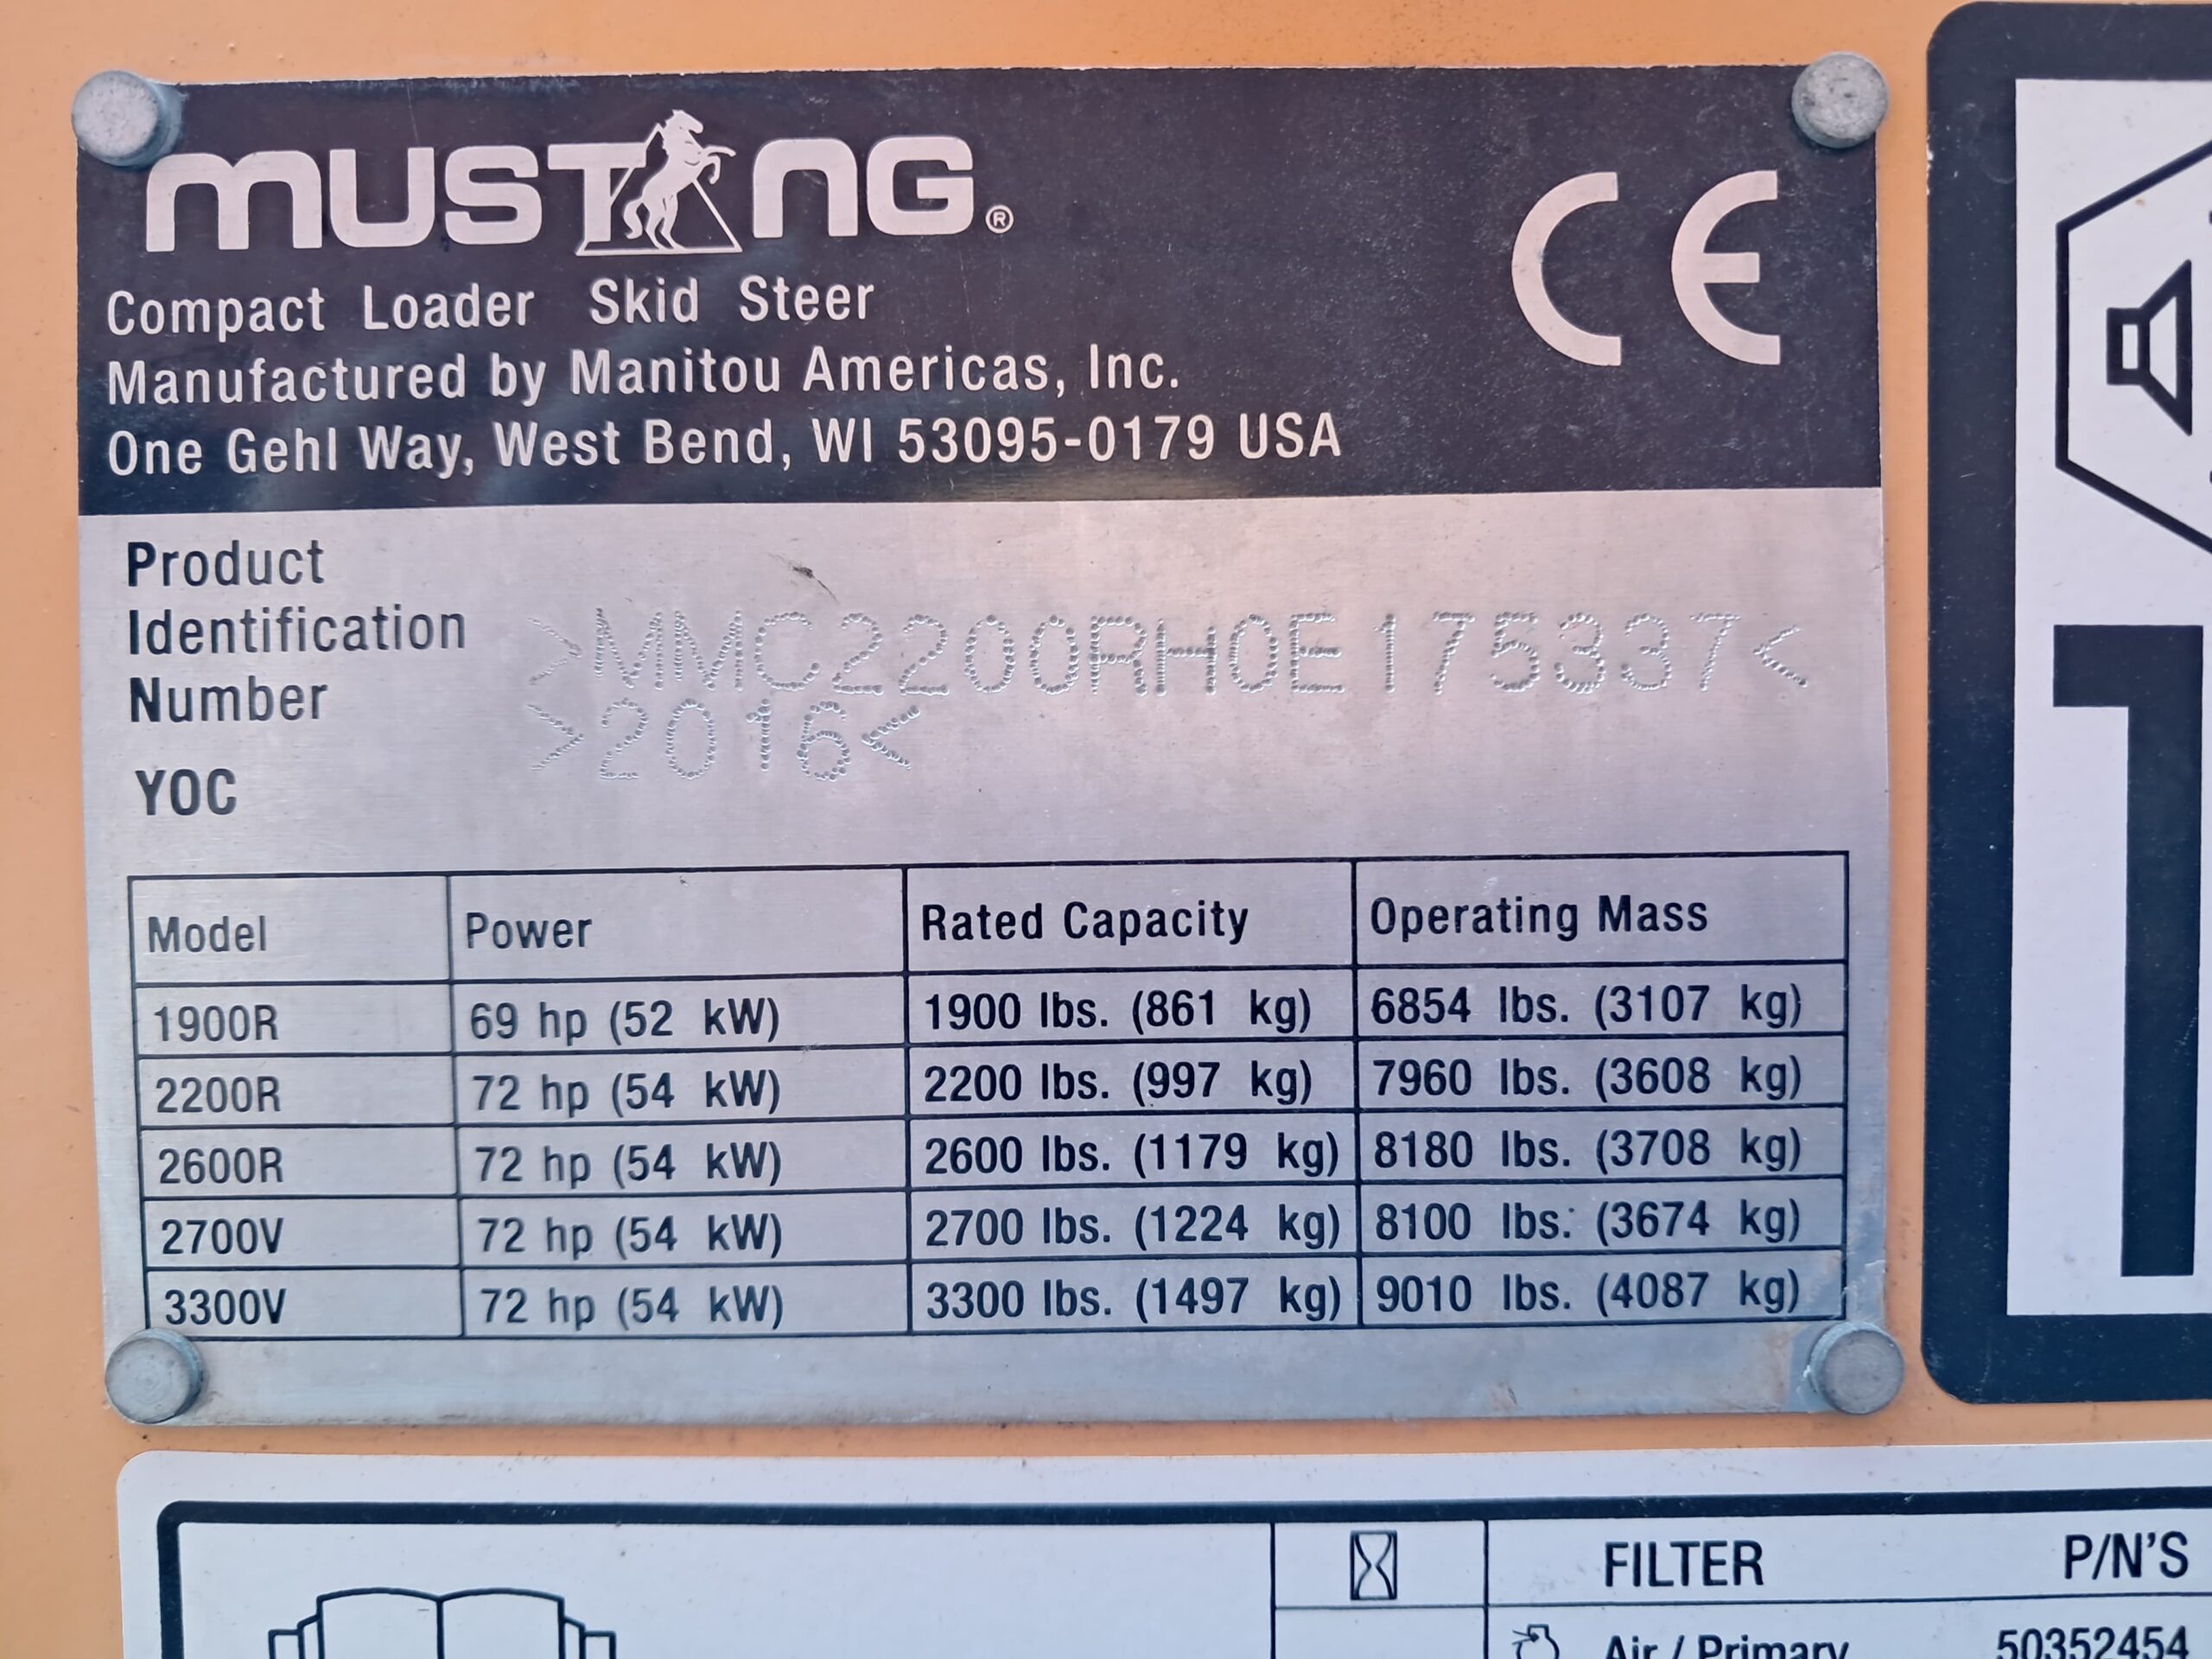 MUSTANG®
CE
Compact Loader Skid Steer
Manufactured by Manitou Americas, Inc.
One Gehl Way, West Bend, WI 53095-0179 USA
Product
Identification
Number
>MMC2200RH0E175337<
YOC
>2016<
Model Power Rated Capacity Operating Mass
1900R 69 hp (52 kW) 1900 lbs. (861 kg) 6854 lbs. (3107 kg)
2200R 72 hp (54 kW) 2200 lbs. (997 kg) 7960 lbs. (3608 kg)
2600R 72 hp (54 kW) 2600 lbs. (1179 kg) 8180 lbs. (3708 kg)
2700V 72 hp (54 kW) 2700 lbs. (1224 kg) 8100 lbs. (3674 kg)
3300V 72 hp (54 kW) 3300 lbs. (1497 kg) 9010 lbs. (4087 kg)
1
FILTER P/N'S
Air / Primary 50352454